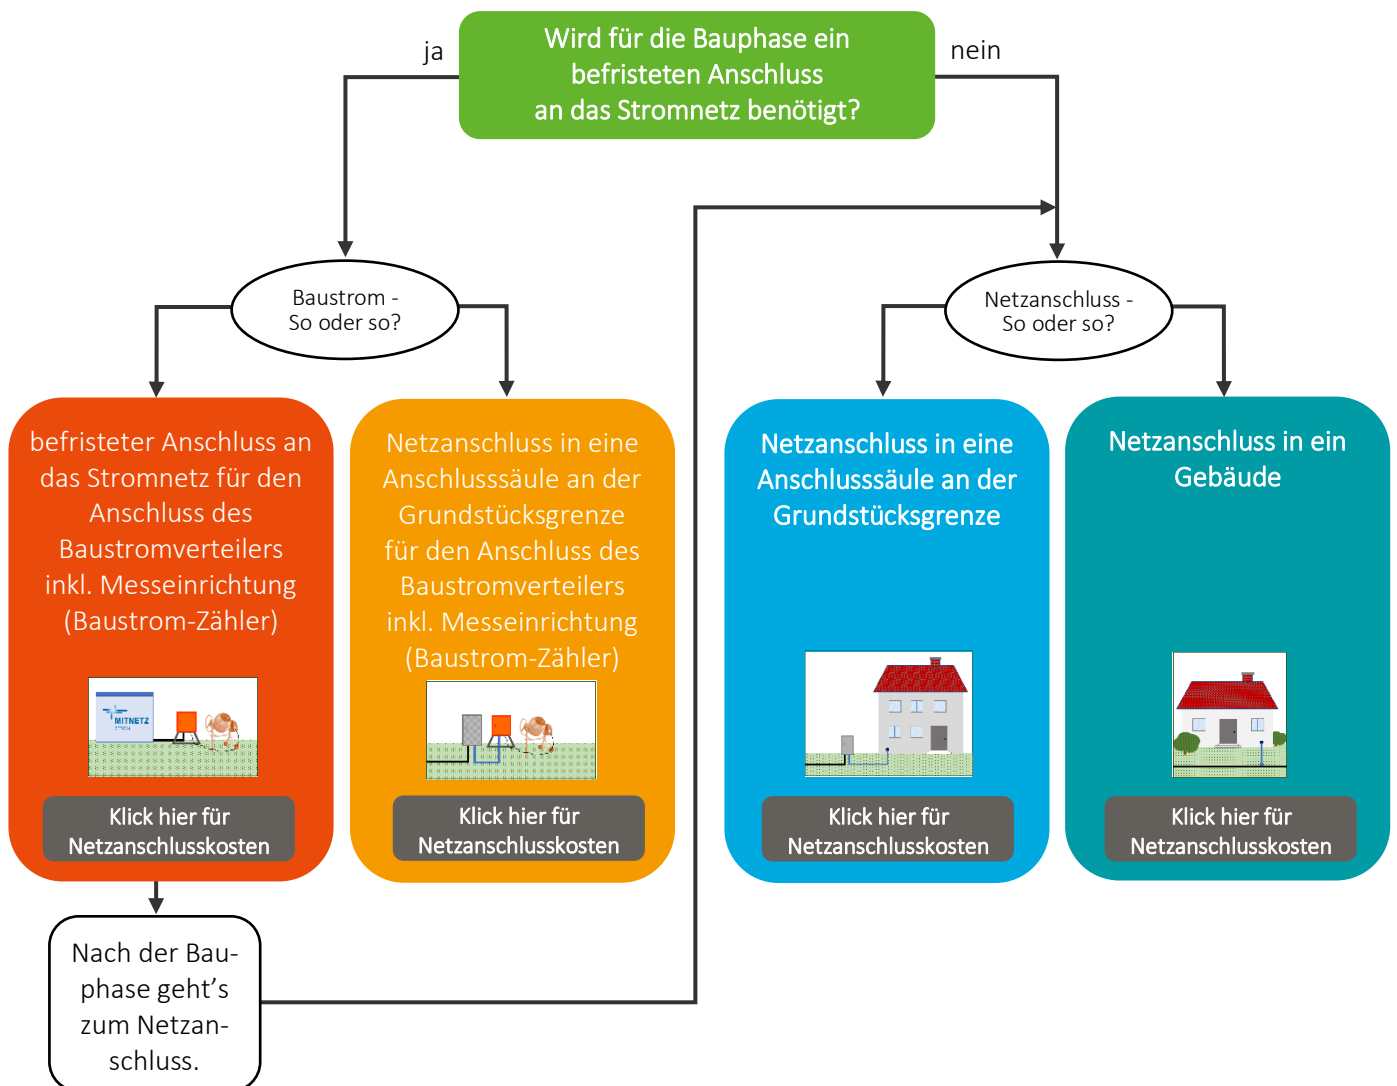 ja
Wird für die Bauphase ein
befristeten Anschluss
an das Stromnetz benötigt?
nein
Baustrom -
So oder so?
Netzanschluss -
So oder so?
befristeter Anschluss an
das Stromnetz für den
Anschluss des
Baustromverteilers
inkl. Messeinrichtung
(Baustrom-Zähler)
MITNETZ
Klick hier für
Netzanschlusskosten
Netzanschluss in eine
Anschlusssäule an der
Grundstücksgrenze
für den Anschluss des
Baustromverteilers
inkl. Messeinrichtung
(Baustrom-Zähler)
Klick hier für
Netzanschlusskosten
Netzanschluss in eine
Anschlusssäule an der
Grundstücksgrenze
Klick hier für
Netzanschlusskosten
Netzanschluss in ein
Gebäude
Klick hier für
Netzanschlusskosten
Nach der Bau-
phase geht’s
zum Netzan-
schluss.